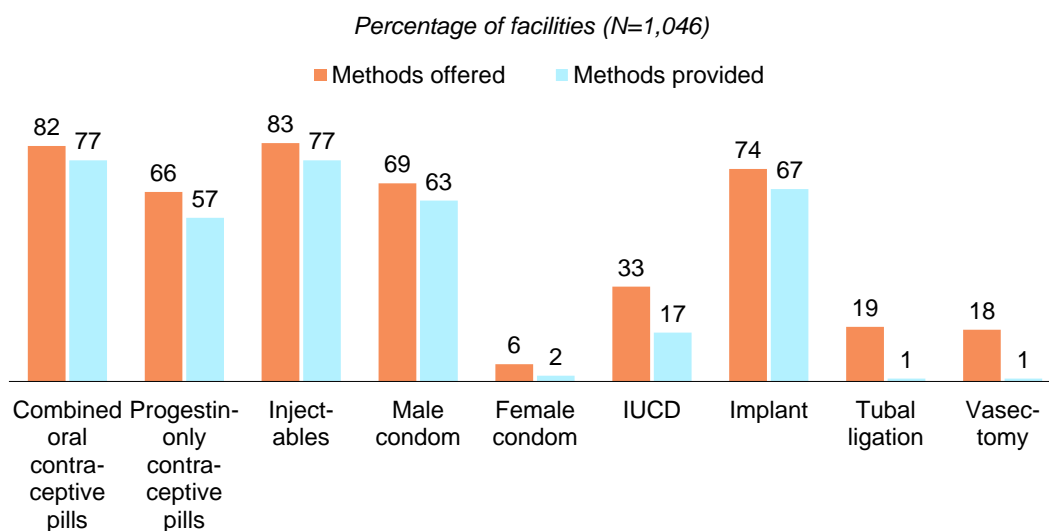 Percentage of facilities (N=1,046)
Methods offered
Methods provided
82
77
66
57
83
77
69
63
6
2
33
17
74
67
19
1
18
1
Combined
oral
contra-
ceptive
pills
Progestin-
only
contra-
ceptive
pills
Inject-
ables
Male
condom
Female
condom
IUCD
Implant
Tubal
ligation
Vasec-
tomy